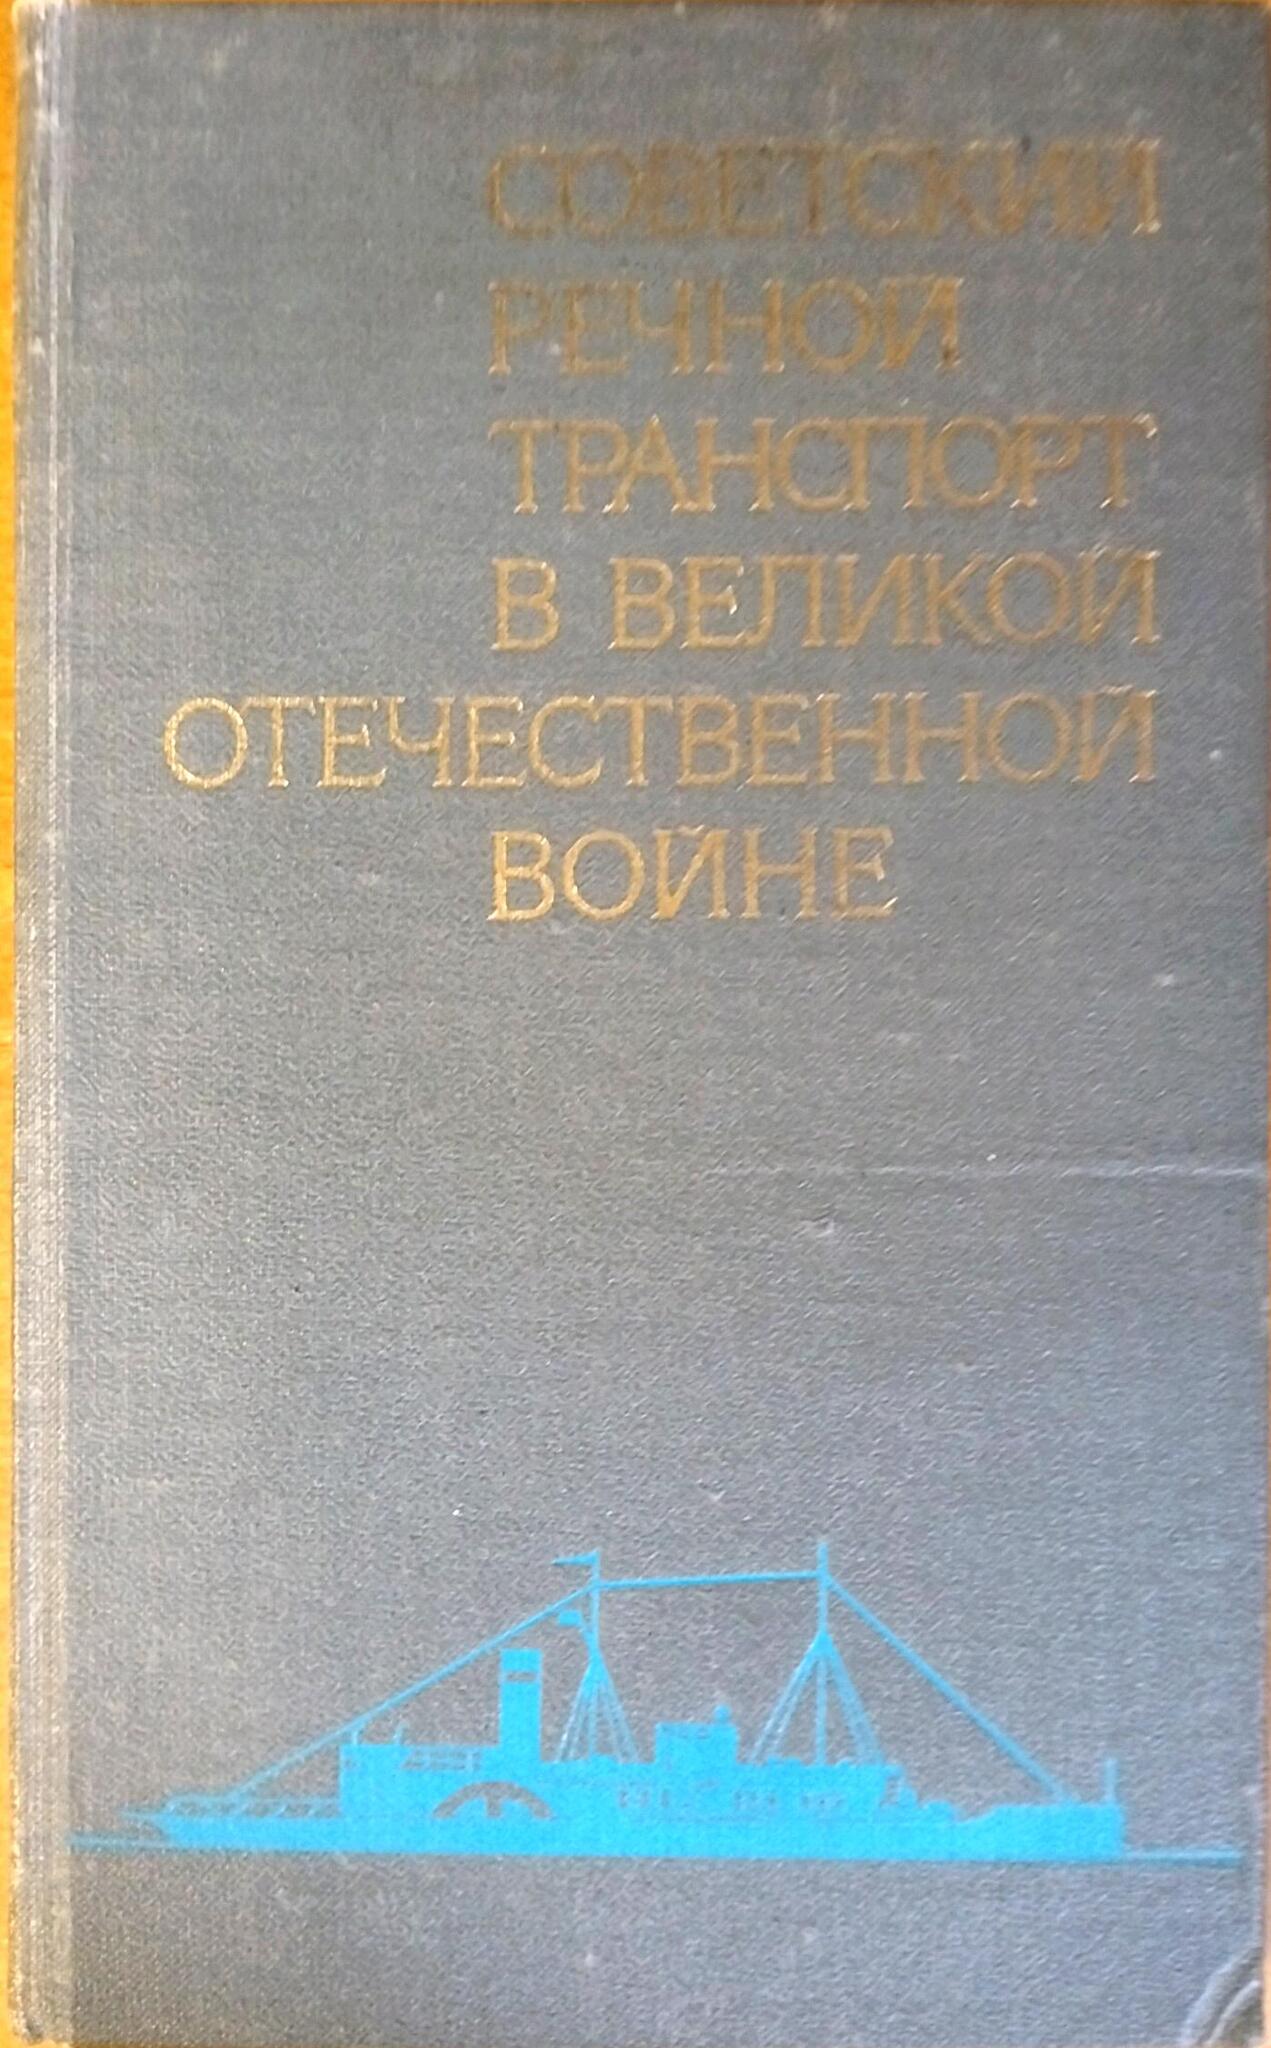 СОВЕТСКИЙ
РЕЧНОЙ
ТРАНСПОРТ
В ВЕЛИКОЙ
ОТЕЧЕСТВЕННОЙ
ВОЙНЕ